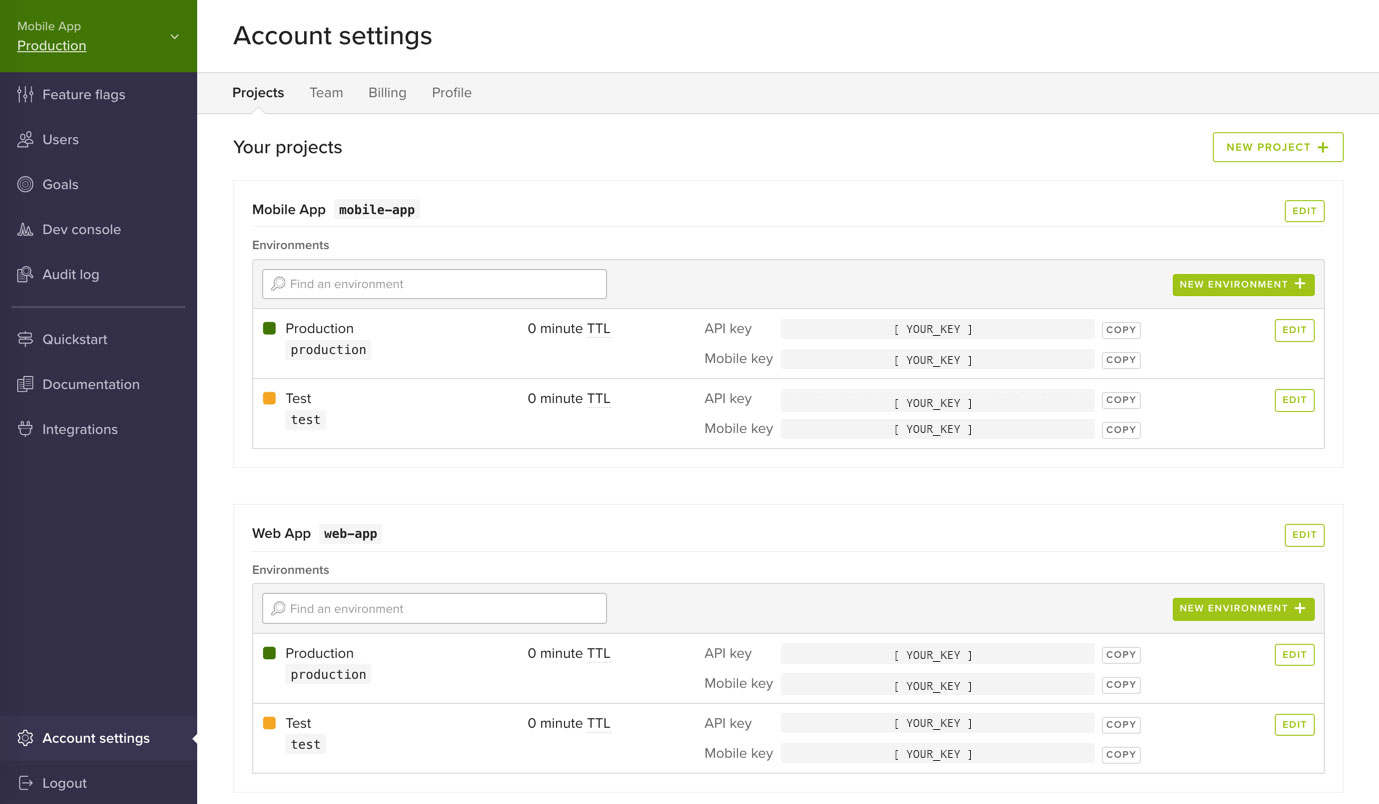 Mobile App
Production
Feature flags
Users
Goals
Dev console
Audit log
Quickstart
Documentation
Integrations
Account settings
Logout
Account settings
Projects Team Billing Profile
Your projects NEW PROJECT +
Mobile App mobile-app EDIT
Environments
Find an environment NEW ENVIRONMENT +
Production 0 minute TTL API key [ YOUR_KEY ] COPY EDIT
production Mobile key [ YOUR_KEY ] COPY
Test 0 minute TTL API key [ YOUR_KEY ] COPY EDIT
test Mobile key [ YOUR_KEY ] COPY
Web App web-app EDIT
Environments
Find an environment NEW ENVIRONMENT +
Production 0 minute TTL API key [ YOUR_KEY ] COPY EDIT
production Mobile key [ YOUR_KEY ] COPY
Test 0 minute TTL API key [ YOUR_KEY ] COPY EDIT
test Mobile key [ YOUR_KEY ] COPY